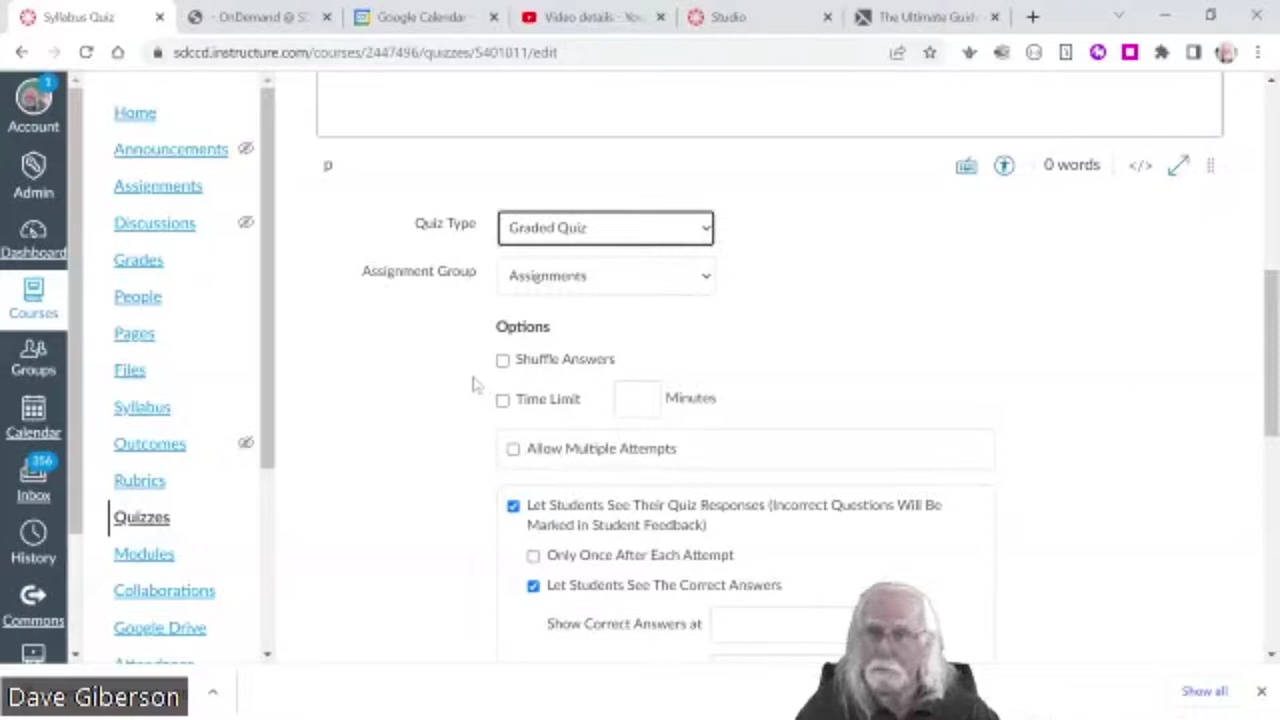 Syllabus Quiz
- OnDemand @ S
Google Calendar
Video details - You
Studio
The Ultimate Guid
sdccd.instructure.com/courses/2447496/quizzes/5401011/edit
1
Account
Admin
Dashboard
Courses
Groups
Calendar
356
Inbox
History
Commons
Home
Announcements
Assignments
Discussions
Grades
People
Pages
Files
Syllabus
Outcomes
Rubrics
Quizzes
Modules
Collaborations
Google Drive
Attendance
p
0 words
</>
Quiz Type
Graded Quiz
Assignment Group
Assignments
Options
Shuffle Answers
Time Limit
Minutes
Allow Multiple Attempts
Let Students See Their Quiz Responses (Incorrect Questions Will Be
Marked in Student Feedback)
Only Once After Each Attempt
Let Students See The Correct Answers
Show Correct Answers at
Dave Giberson
Show all